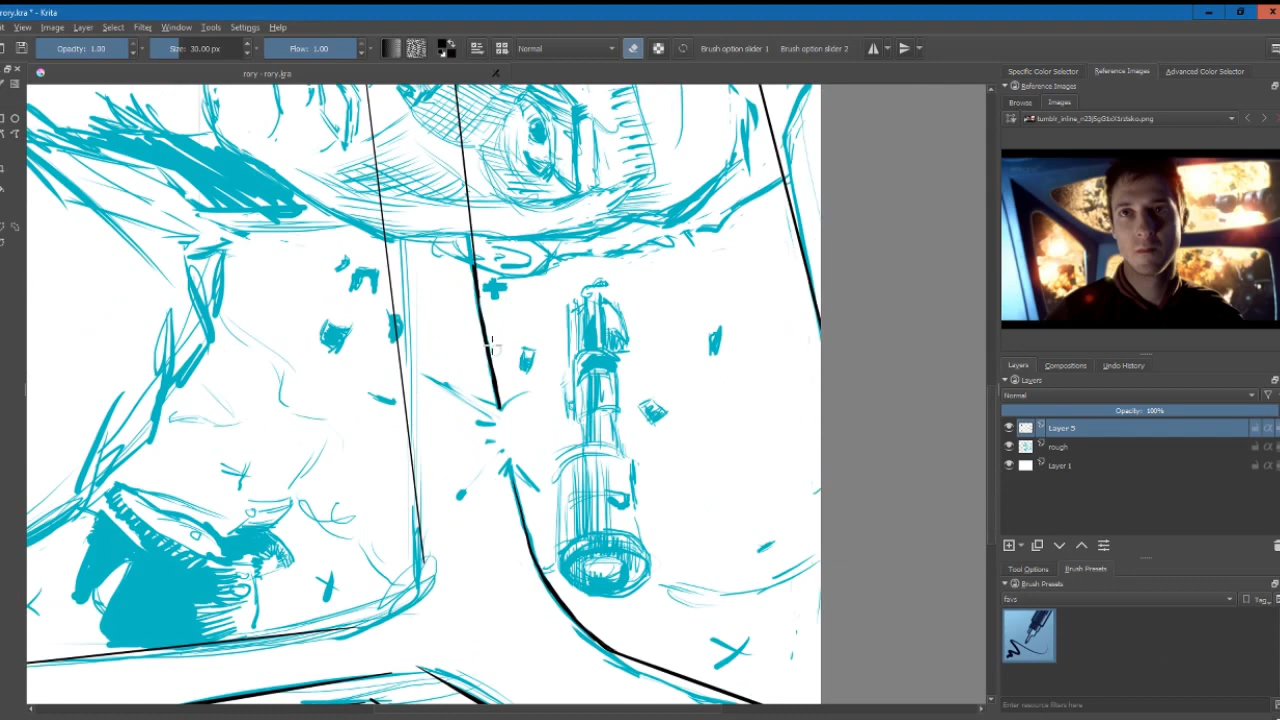 rory.kra * - Krita
View Image Layer Select Filter Window Tools Settings Help
Opacity: 1.00 Size: 30.00 px Flow: 1.00 Normal Brush option slider 1 Brush option slider 2
rory - rory.kra
Specific Color Selector Reference Images Advanced Color Selector
Reference Images
Browse Images
Layers Compositions Undo History
Layers
Normal
Opacity: 100%
Layer 5
rough
Layer 1
Tool Options Brush Presets
Brush Presets
favs Tag
Enter resource filters here